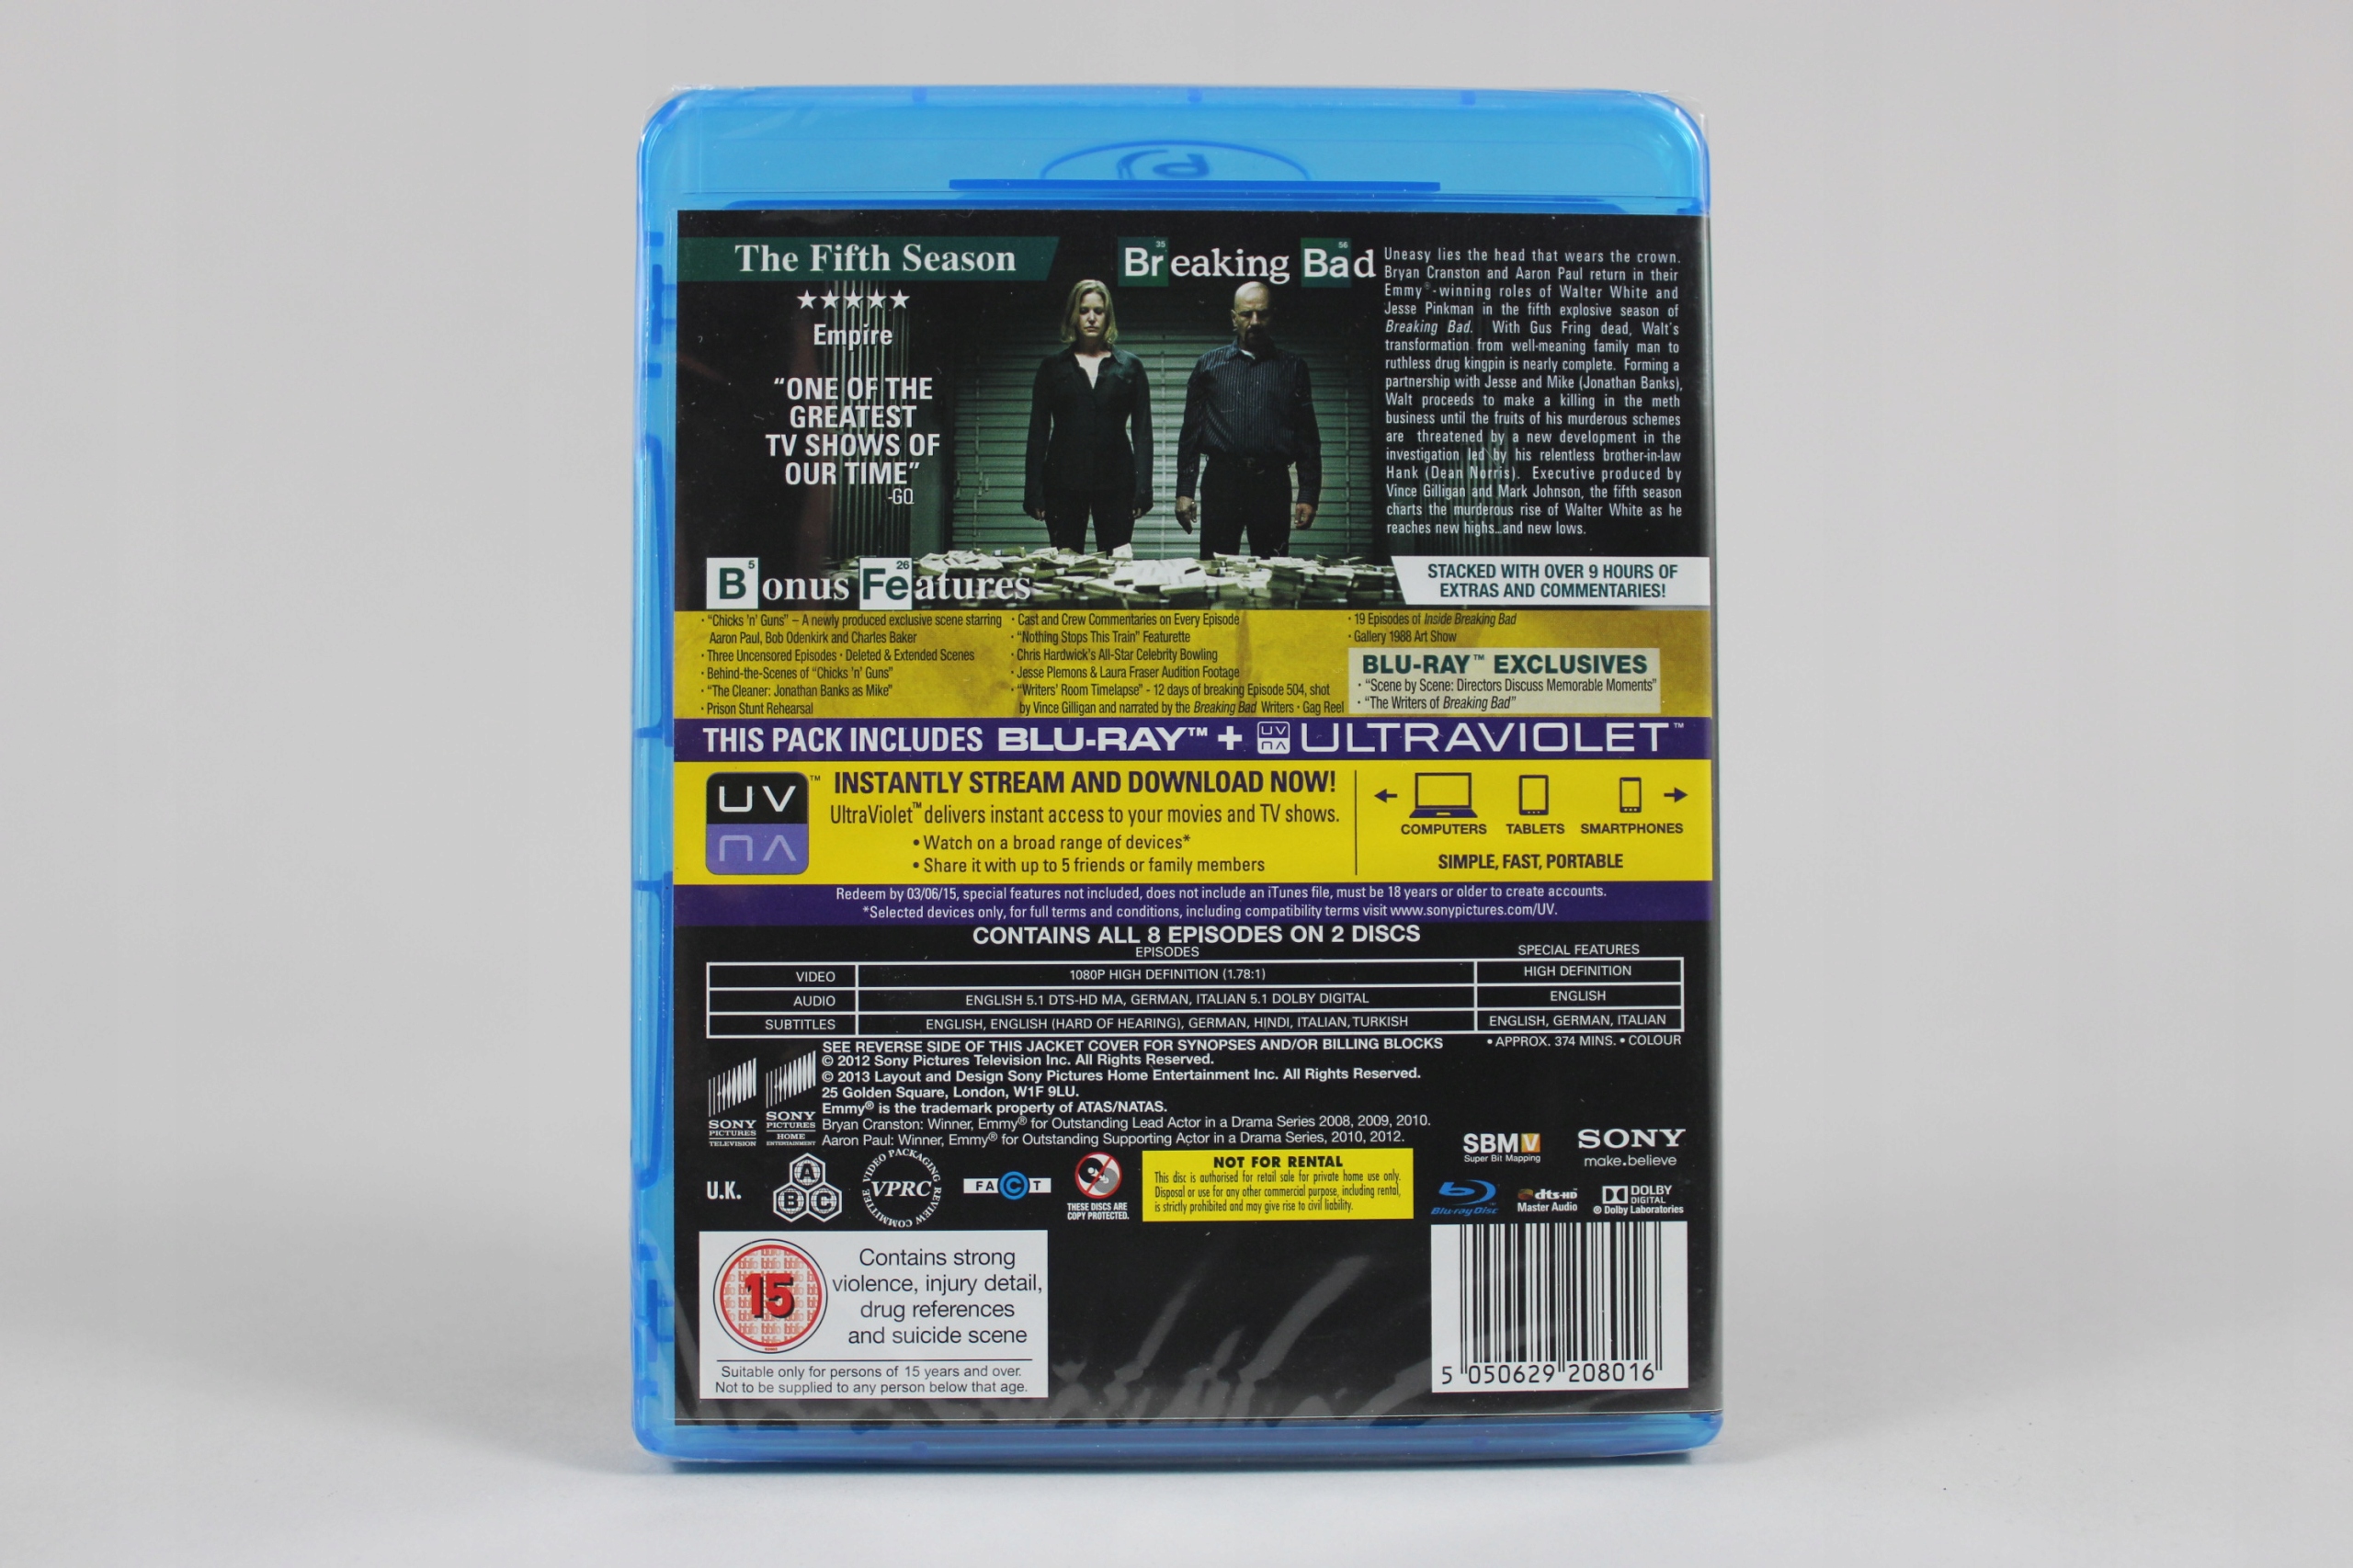 The Fifth Season
★★★★★
Empire
“ONE OF THE
GREATEST
TV SHOWS OF
OUR TIME”
-GQ
35 56
Breaking Bad
Uneasy lies the head that wears the crown.
Bryan Cranston and Aaron Paul return in their
Emmy®-winning roles of Walter White and
Jesse Pinkman in the fifth explosive season of
Breaking Bad. With Gus Fring dead, Walt's
transformation from well-meaning family man to
ruthless drug kingpin is nearly complete. Forming a
partnership with Jesse and Mike (Jonathan Banks),
Walt proceeds to make a killing in the meth
business until the fruits of his murderous schemes
are threatened by a new development in the
investigation led by his relentless brother-in-law
Hank (Dean Norris). Executive produced by
Vince Gilligan and Mark Johnson, the fifth season
charts the murderous rise of Walter White as he
reaches new highs...and new lows.
5 26
Bonus Features
STACKED WITH OVER 9 HOURS OF
EXTRAS AND COMMENTARIES!
• “Chicks 'n' Guns” – A newly produced exclusive scene starring
Aaron Paul, Bob Odenkirk and Charles Baker
• Three Uncensored Episodes • Deleted & Extended Scenes
• Behind-the-Scenes of “Chicks 'n' Guns”
• “The Cleaner: Jonathan Banks as Mike”
• Prison Stunt Rehearsal
• Cast and Crew Commentaries on Every Episode
• “Nothing Stops This Train” Featurette
• Chris Hardwick's All-Star Celebrity Bowling
• Jesse Plemons & Laura Fraser Audition Footage
• “Writers' Room Timelapse” - 12 days of breaking Episode 504, shot
by Vince Gilligan and narrated by the Breaking Bad Writers • Gag Reel
• 19 Episodes of Inside Breaking Bad
• Gallery 1988 Art Show
BLU-RAY™ EXCLUSIVES
• “Scene by Scene: Directors Discuss Memorable Moments”
• “The Writers of Breaking Bad”
THIS PACK INCLUDES BLU-RAY™ + UV ULTRAVIOLET™
UV™
INSTANTLY STREAM AND DOWNLOAD NOW!
UltraViolet™ delivers instant access to your movies and TV shows.
• Watch on a broad range of devices*
• Share it with up to 5 friends or family members
COMPUTERS TABLETS SMARTPHONES
SIMPLE, FAST, PORTABLE
Redeem by 03/06/15, special features not included, does not include an iTunes file, must be 18 years or older to create accounts.
*Selected devices only, for full terms and conditions, including compatibility terms visit www.sonypictures.com/UV.
CONTAINS ALL 8 EPISODES ON 2 DISCS
EPISODES SPECIAL FEATURES
VIDEO 1080P HIGH DEFINITION (1.78:1) HIGH DEFINITION
AUDIO ENGLISH 5.1 DTS-HD MA, GERMAN, ITALIAN 5.1 DOLBY DIGITAL ENGLISH
SUBTITLES ENGLISH, ENGLISH (HARD OF HEARING), GERMAN, HINDI, ITALIAN, TURKISH ENGLISH, GERMAN, ITALIAN
SEE REVERSE SIDE OF THIS JACKET COVER FOR SYNOPSES AND/OR BILLING BLOCKS • APPROX. 374 MINS. • COLOUR
© 2012 Sony Pictures Television Inc. All Rights Reserved.
© 2013 Layout and Design Sony Pictures Home Entertainment Inc. All Rights Reserved.
25 Golden Square, London, W1F 9LU.
Emmy® is the trademark property of ATAS/NATAS.
Bryan Cranston: Winner, Emmy® for Outstanding Lead Actor in a Drama Series 2008, 2009, 2010.
Aaron Paul: Winner, Emmy® for Outstanding Supporting Actor in a Drama Series, 2010, 2012.
SONY
PICTURES
TELEVISION
SONY
PICTURES
HOME
ENTERTAINMENT
SBMV
Super Bit Mapping
SONY
make.believe
U.K.
A
B C
VIDEO PACKAGING REVIEW COMMITTEE
VPRC
FACT
THESE DISCS ARE
COPY PROTECTED.
NOT FOR RENTAL
This disc is authorised for retail sale for private home use only.
Disposal or use for any other commercial purpose, including rental,
is strictly prohibited and may give rise to civil liability.
Blu-ray Disc
dts-HD
Master Audio
DOLBY
DIGITAL
® Dolby Laboratories
15
Contains strong
violence, injury detail,
drug references
and suicide scene
Suitable only for persons of 15 years and over.
Not to be supplied to any person below that age.
5 050629 208016